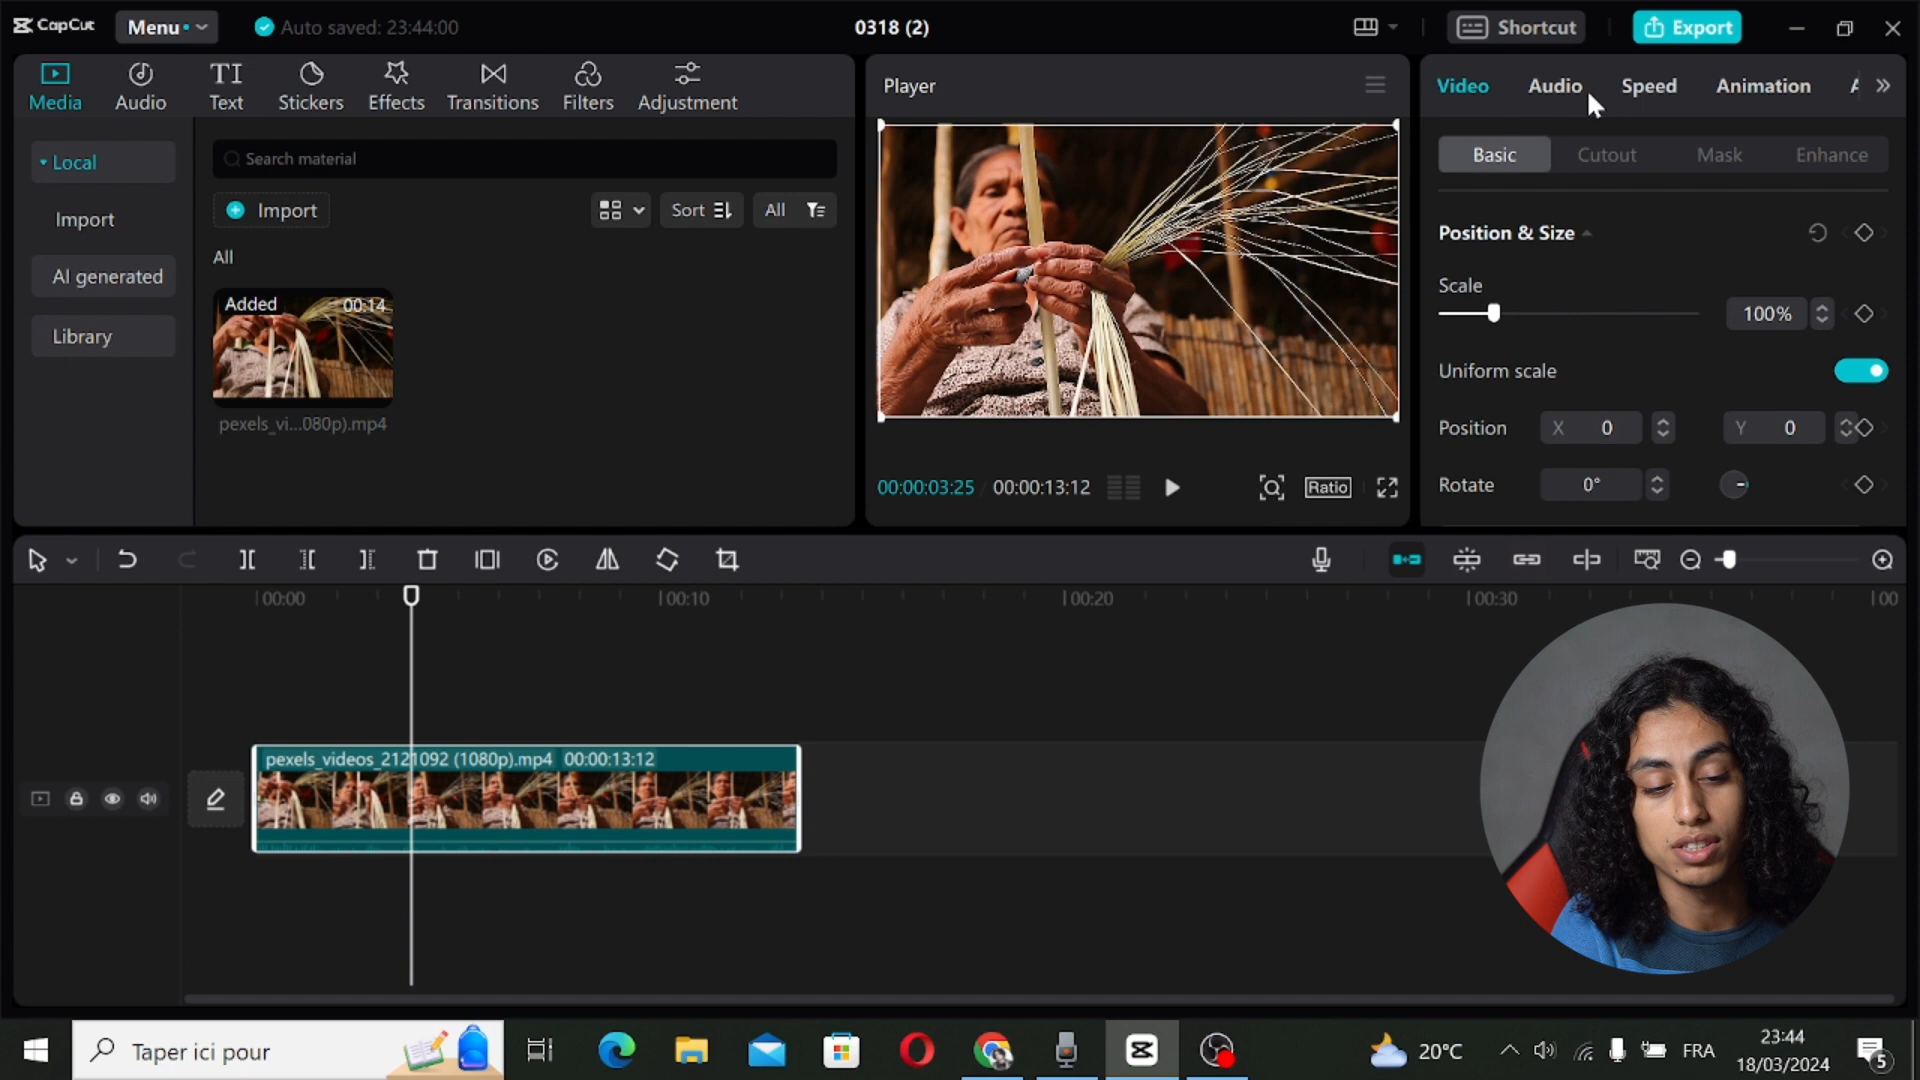 CapCut
Menu
Auto saved: 23:44:00
0318 (2)
Shortcut
Export
Media
Audio
Text
Stickers
Effects
Transitions
Filters
Adjustment
Local
Import
AI generated
Library
Search material
Import
Sort
All
All
Added
00:14
pexels_vi...080p).mp4
Player
00:00:03:25
00:00:13:12
Ratio
Video
Audio
Speed
Animation
Basic
Cutout
Mask
Enhance
Position & Size
Scale
100%
Uniform scale
Position
X 0
Y 0
Rotate
0°
00:00
00:10
00:20
00:30
00
pexels_videos_2121092 (1080p).mp4 00:00:13:12
Taper ici pour
20°C
FRA
23:44
18/03/2024
5